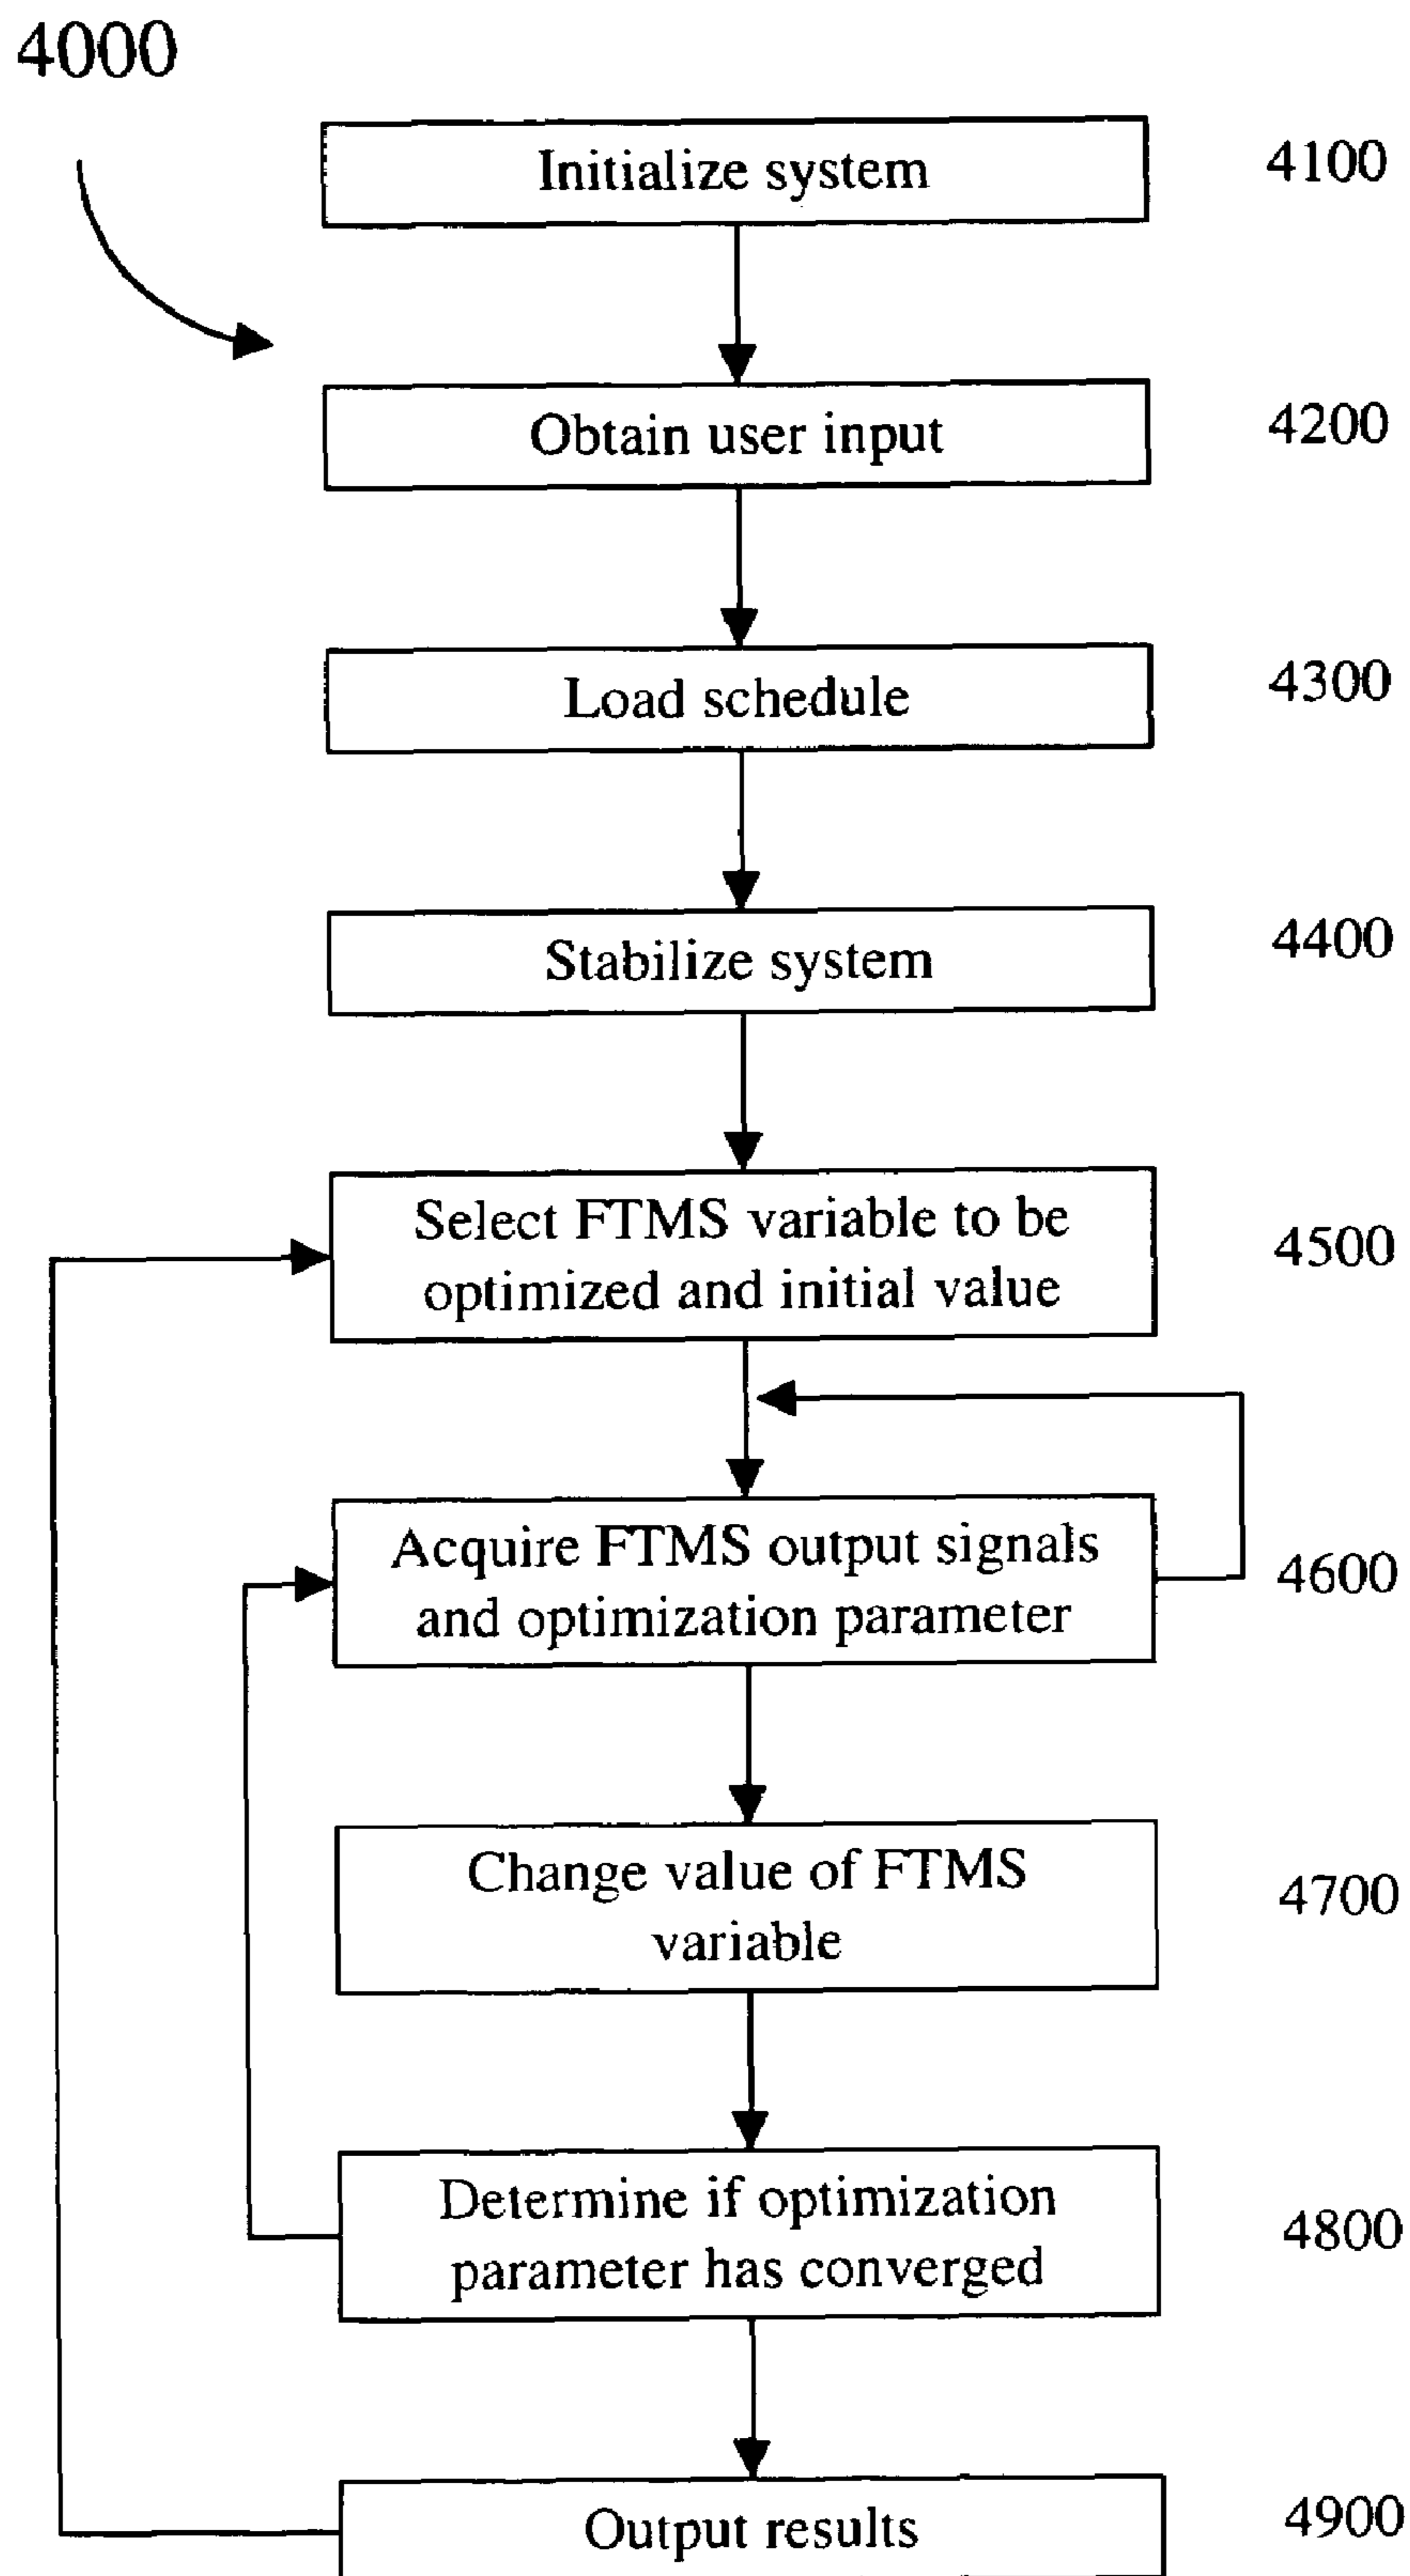 4000
Initialize system
4100
Obtain user input
4200
Load schedule
4300
Stabilize system
4400
Select FTMS variable to be
optimized and initial value
4500
Acquire FTMS output signals
and optimization parameter
4600
Change value of FTMS
variable
4700
Determine if optimization
parameter has converged
4800
Output results
4900